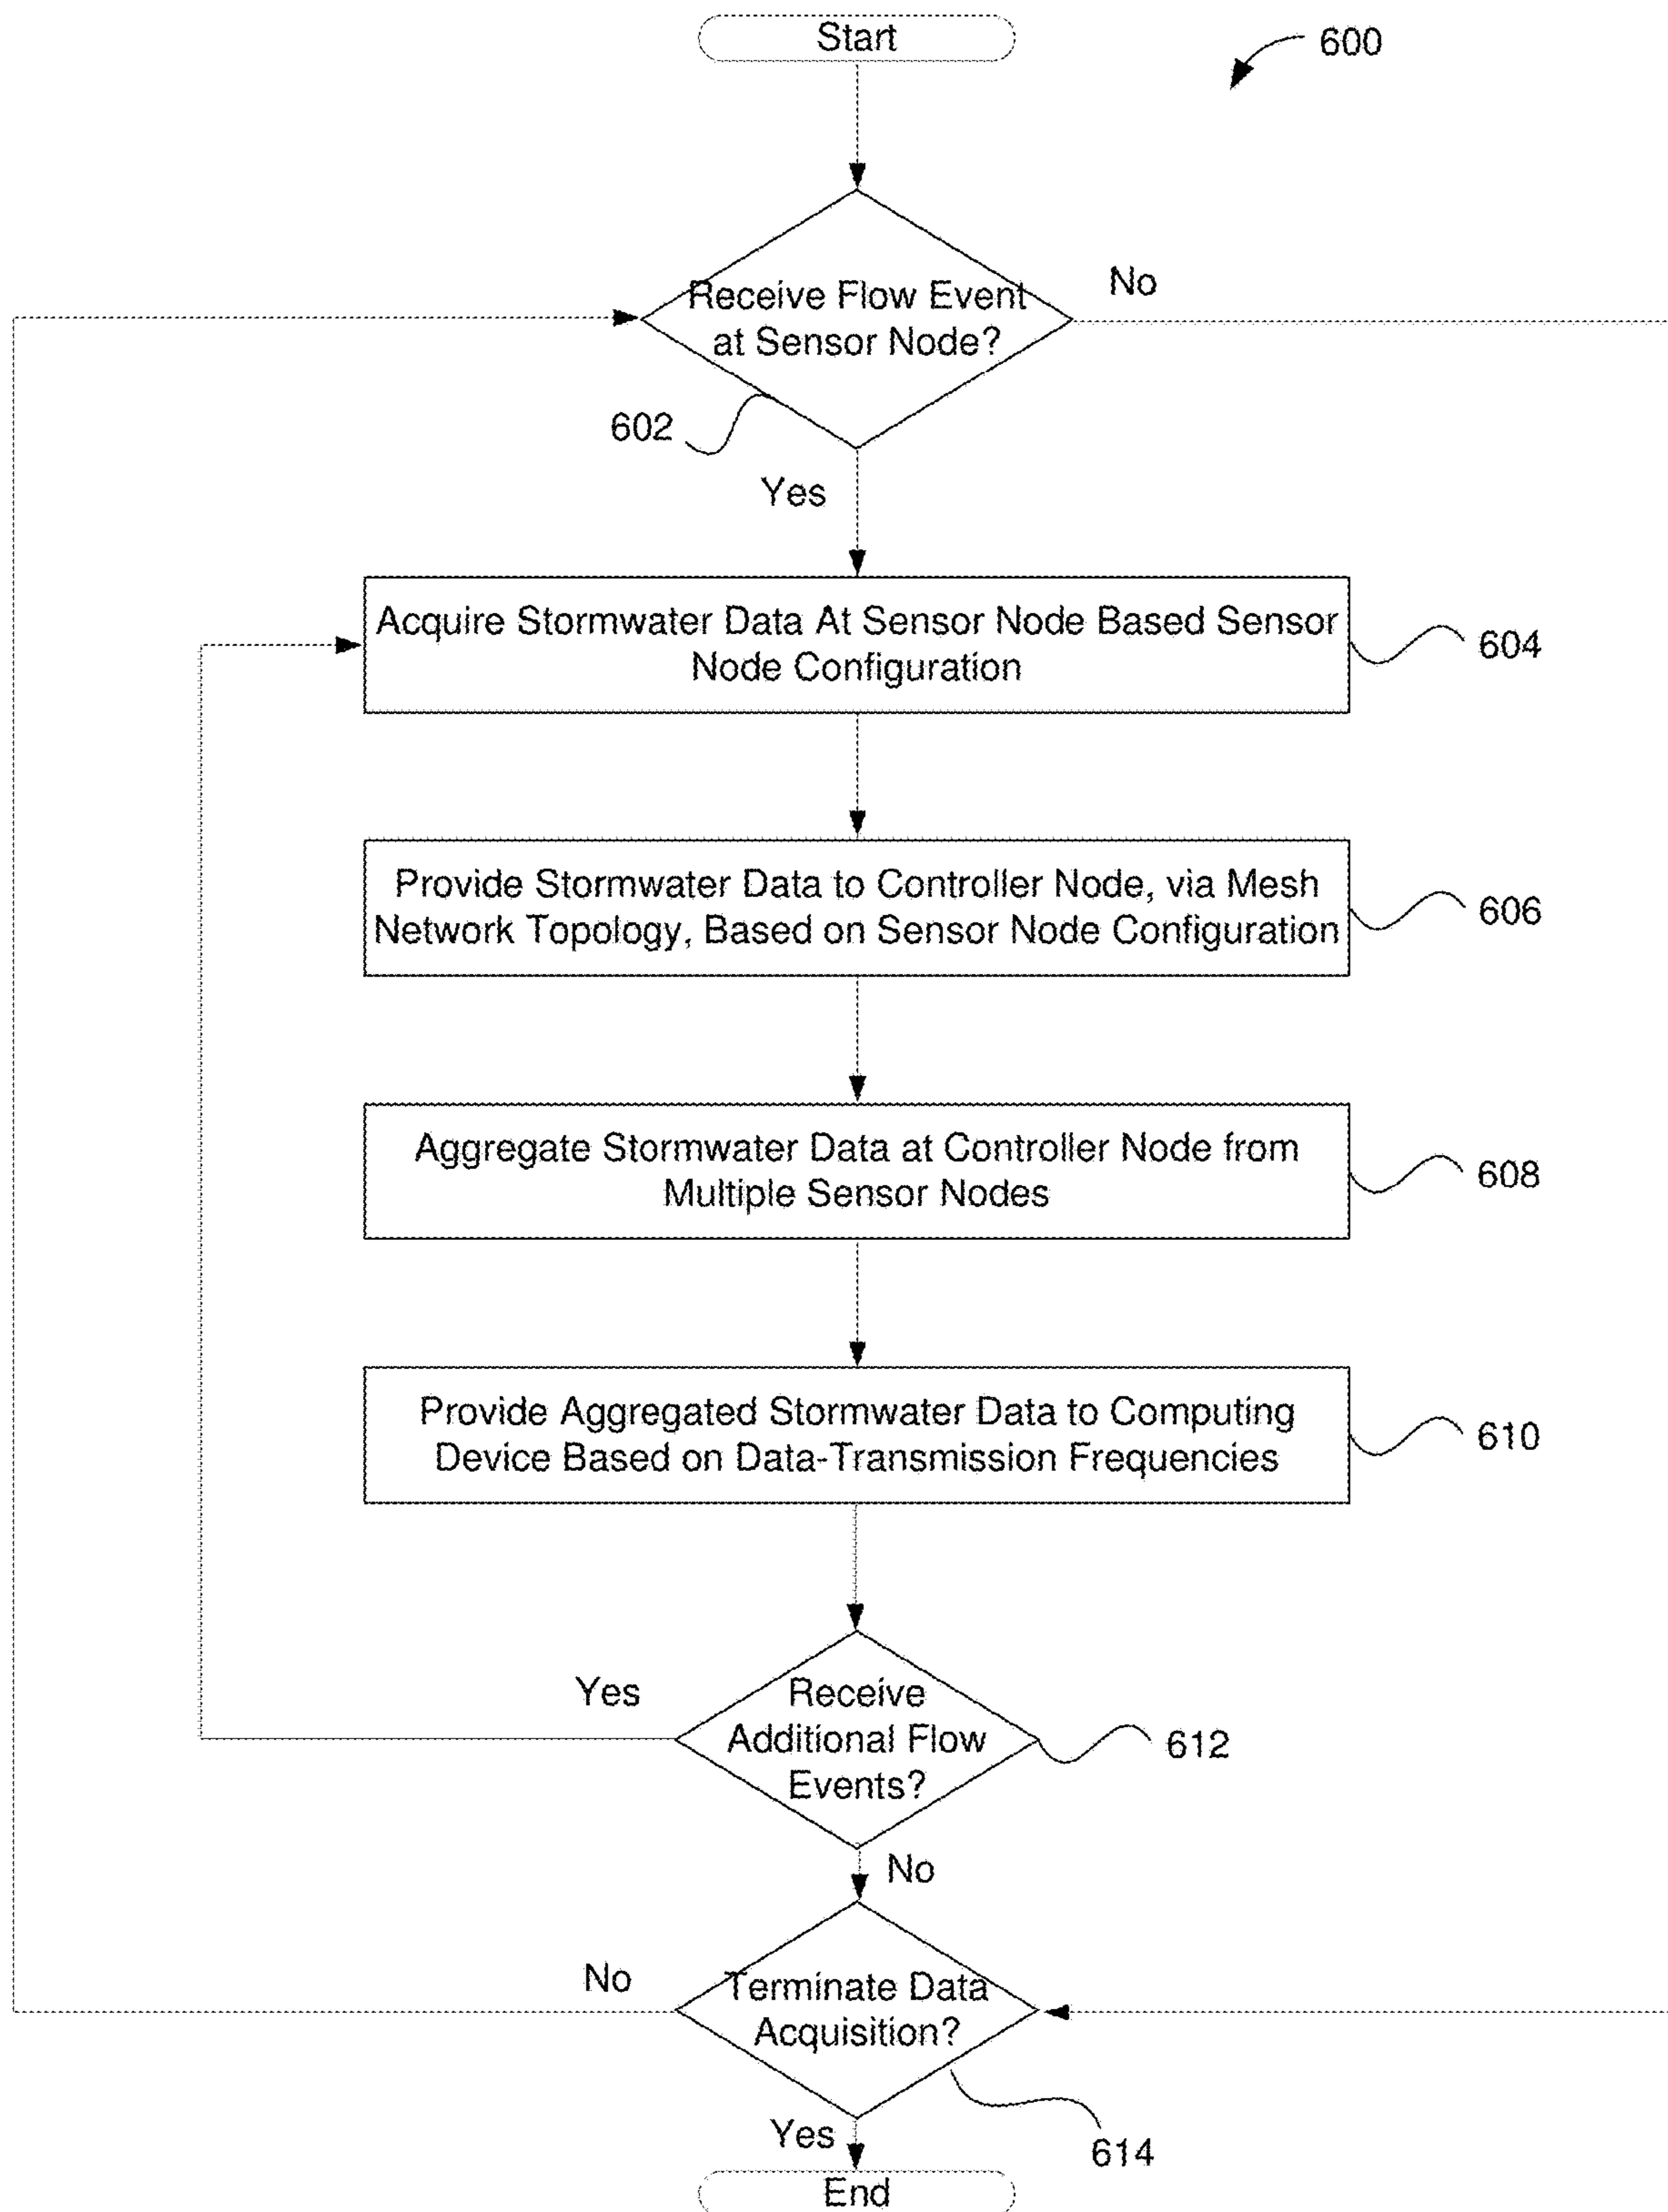 Start
600
Receive Flow Event
at Sensor Node?
No
602
Yes
Acquire Stormwater Data At Sensor Node Based Sensor
Node Configuration
604
Provide Stormwater Data to Controller Node, via Mesh
Network Topology, Based on Sensor Node Configuration
606
Aggregate Stormwater Data at Controller Node from
Multiple Sensor Nodes
608
Provide Aggregated Stormwater Data to Computing
Device Based on Data-Transmission Frequencies
610
Yes
Receive
Additional Flow
Events?
612
No
No
Terminate Data
Acquisition?
Yes
614
End